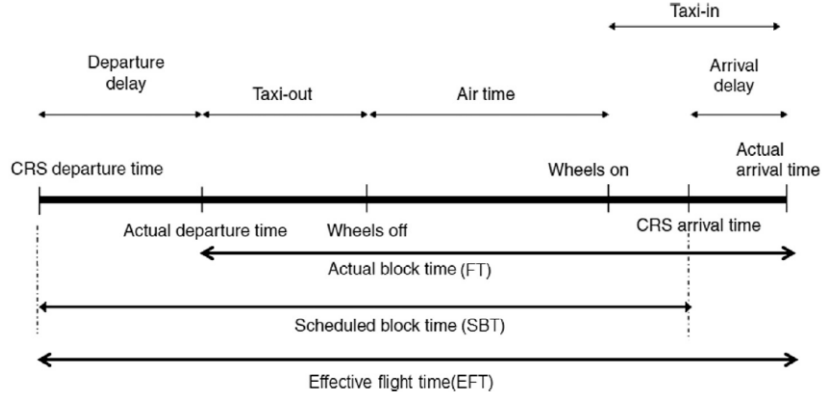 Taxi-in
Departure
delay
Taxi-out
Air time
Arrival
delay
CRS departure time
Wheels on
Actual
arrival time
Actual departure time
Wheels off
CRS arrival time
Actual block time (FT)
Scheduled block time (SBT)
Effective flight time(EFT)